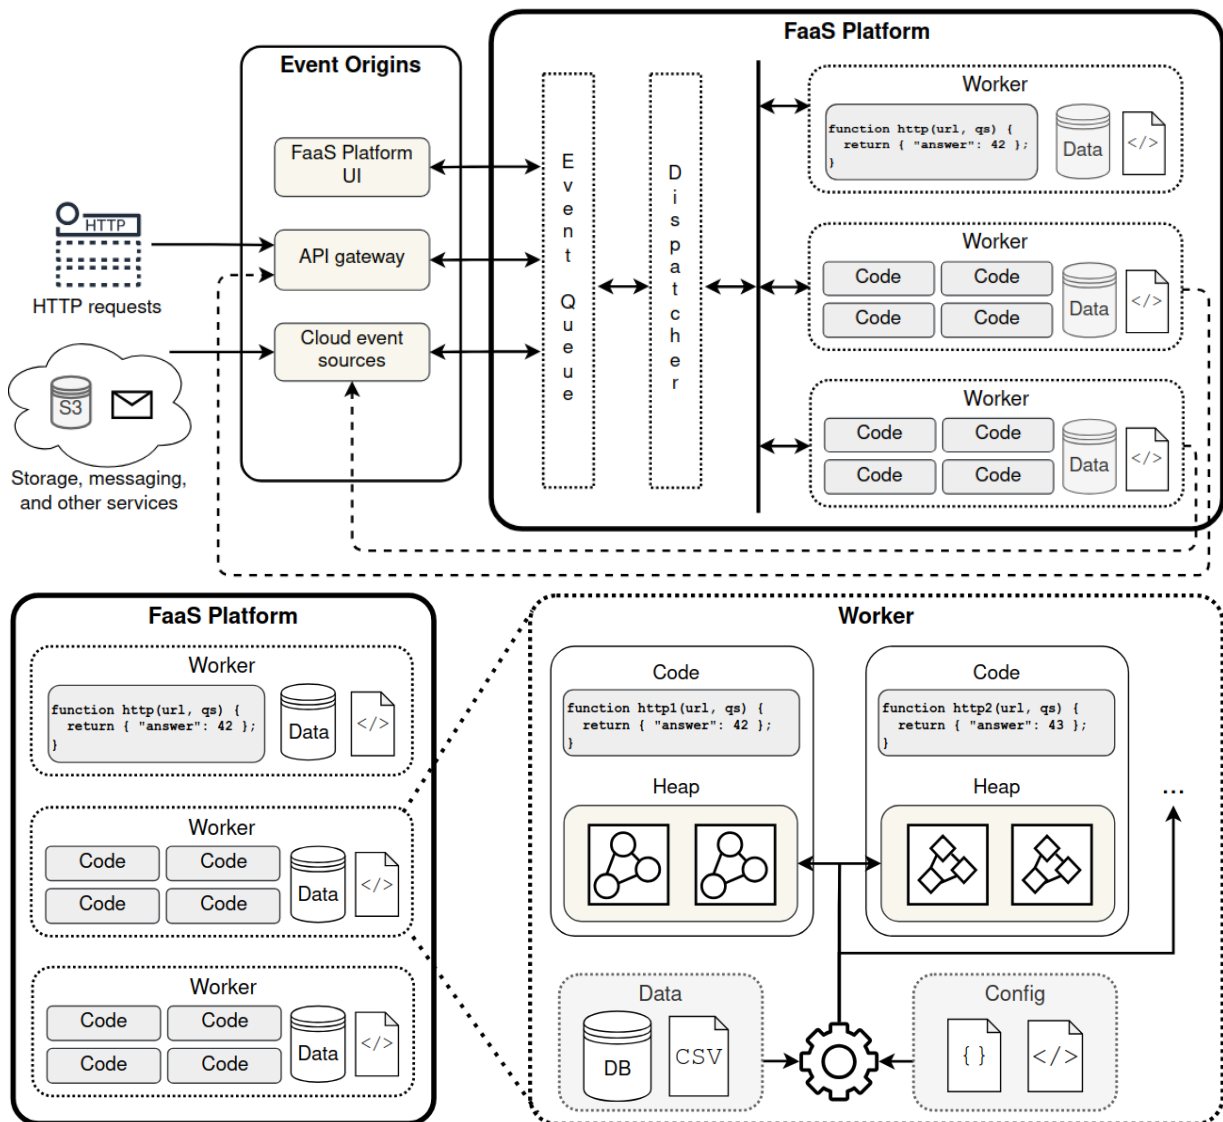 FaaS Platform
Event Origins
FaaS Platform
UI
API gateway
Cloud event
sources
HTTP
HTTP requests
S3
Storage, messaging,
and other services
Event Queue
Dispatcher
Worker
function http(url, qs) {
return { "answer": 42 };
}
Data
</>
Worker
Code
Code
Code
Code
Data
</>
Worker
Code
Code
Code
Code
Data
</>
FaaS Platform
Worker
function http(url, qs) {
return { "answer": 42 };
}
Data
</>
Worker
Code
Code
Code
Code
Data
</>
Worker
Code
Code
Code
Code
Data
</>
Worker
Code
function http1(url, qs) {
return { "answer": 42 };
}
Heap
Code
function http2(url, qs) {
return { "answer": 43 };
}
Heap
...
Data
DB
CSV
Config
{ }
</>